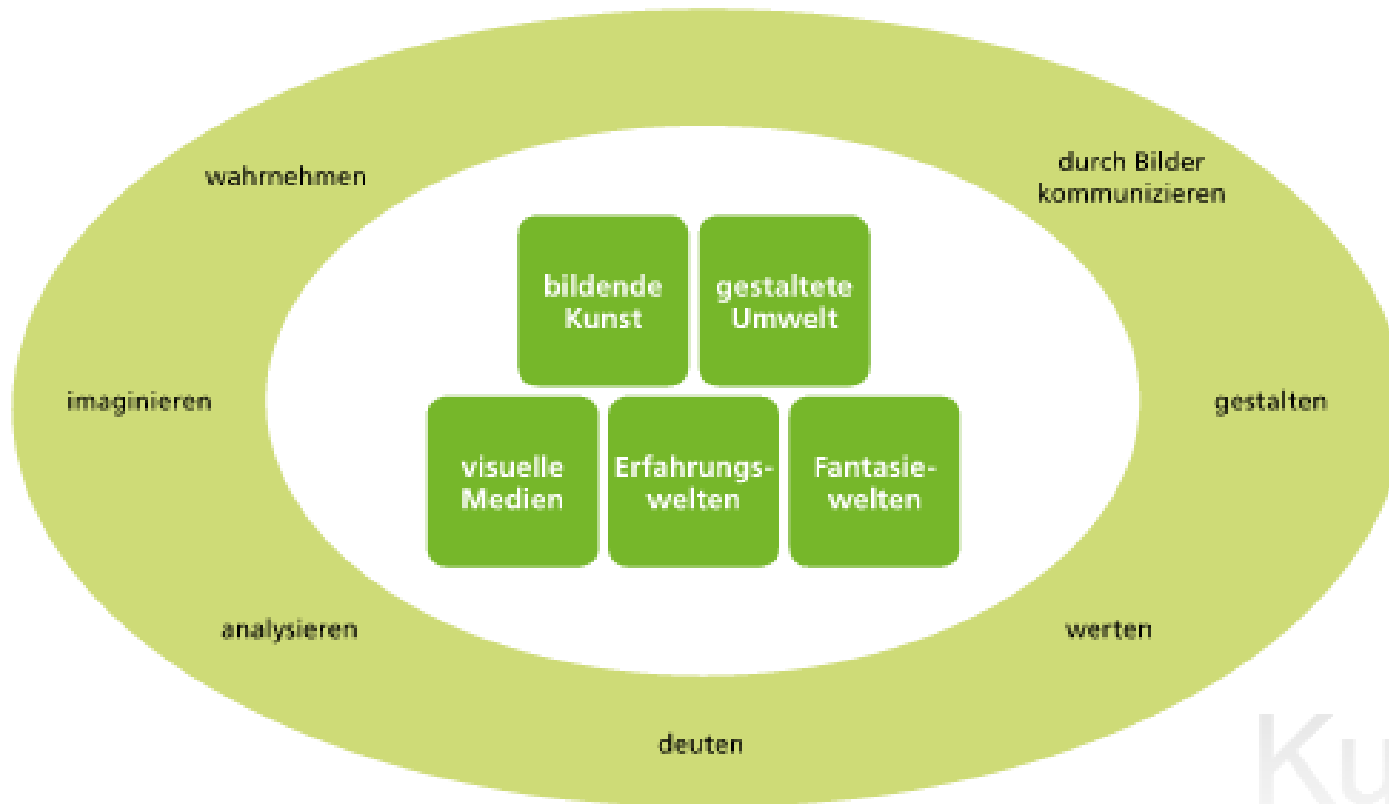 wahrnehmen
durch Bilder
kommunizieren
bildende
Kunst
gestaltete
Umwelt
imaginieren
gestalten
visuelle
Medien
Erfahrungs-
welten
Fantasie-
welten
analysieren
werten
deuten
Ku